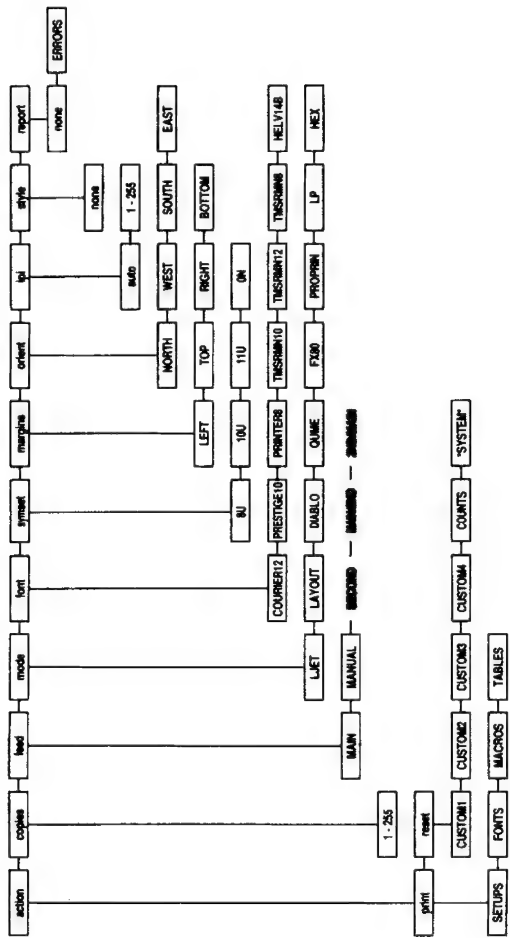 action copies feed mode font symset margins orient lpi style report
none ERRORS
none
auto 1 - 255
NORTH WEST SOUTH EAST
LEFT TOP RIGHT BOTTOM
8U 10U 11U 0N
COURIER12 PRESTIGE10 PRINTER8 TMSRMN10 TMSRMN12 TMSRMN8 HELV14B
LJET LAYOUT DIABLO QUME FX80 PROPRIN LP HEX
MAIN MANUAL
1 - 255
print reset
CUSTOM1 CUSTOM2 CUSTOM3 CUSTOM4 COUNTS "SYSTEM"
SETUPS FONTS MACROS TABLES